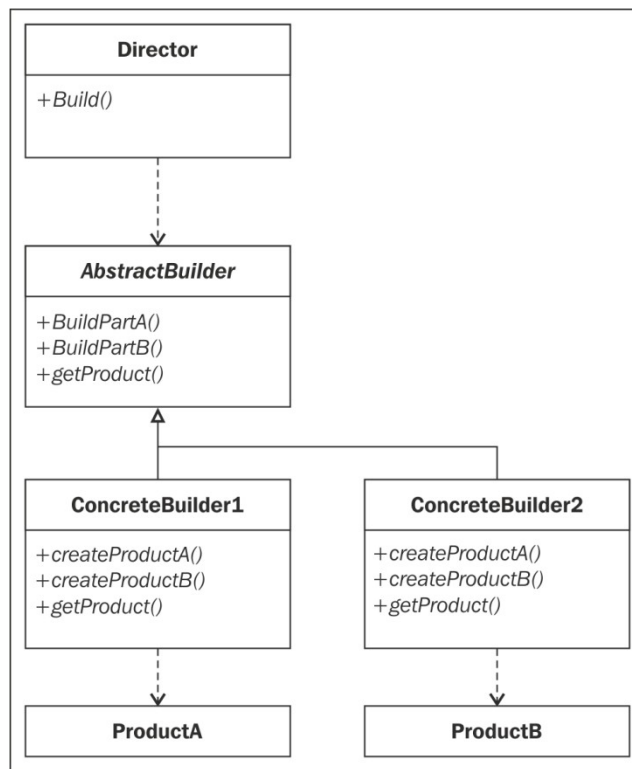 Director
+Build()
AbstractBuilder
+BuildPartA()
+BuildPartB()
+getProduct()
ConcreteBuilder1
+createProductA()
+createProductB()
+getProduct()
ConcreteBuilder2
+createProductA()
+createProductB()
+getProduct()
ProductA
ProductB